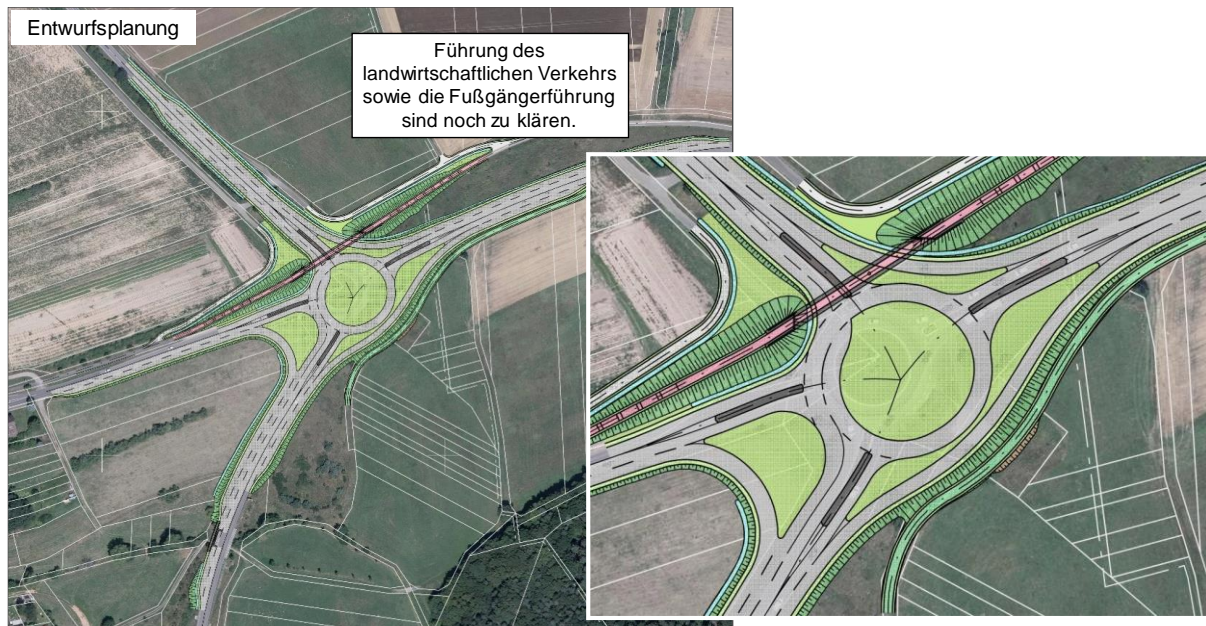 Entwurfsplanung
Führung des
landwirtschaftlichen Verkehrs
sowie die Fußgängerführung
sind noch zu klären.